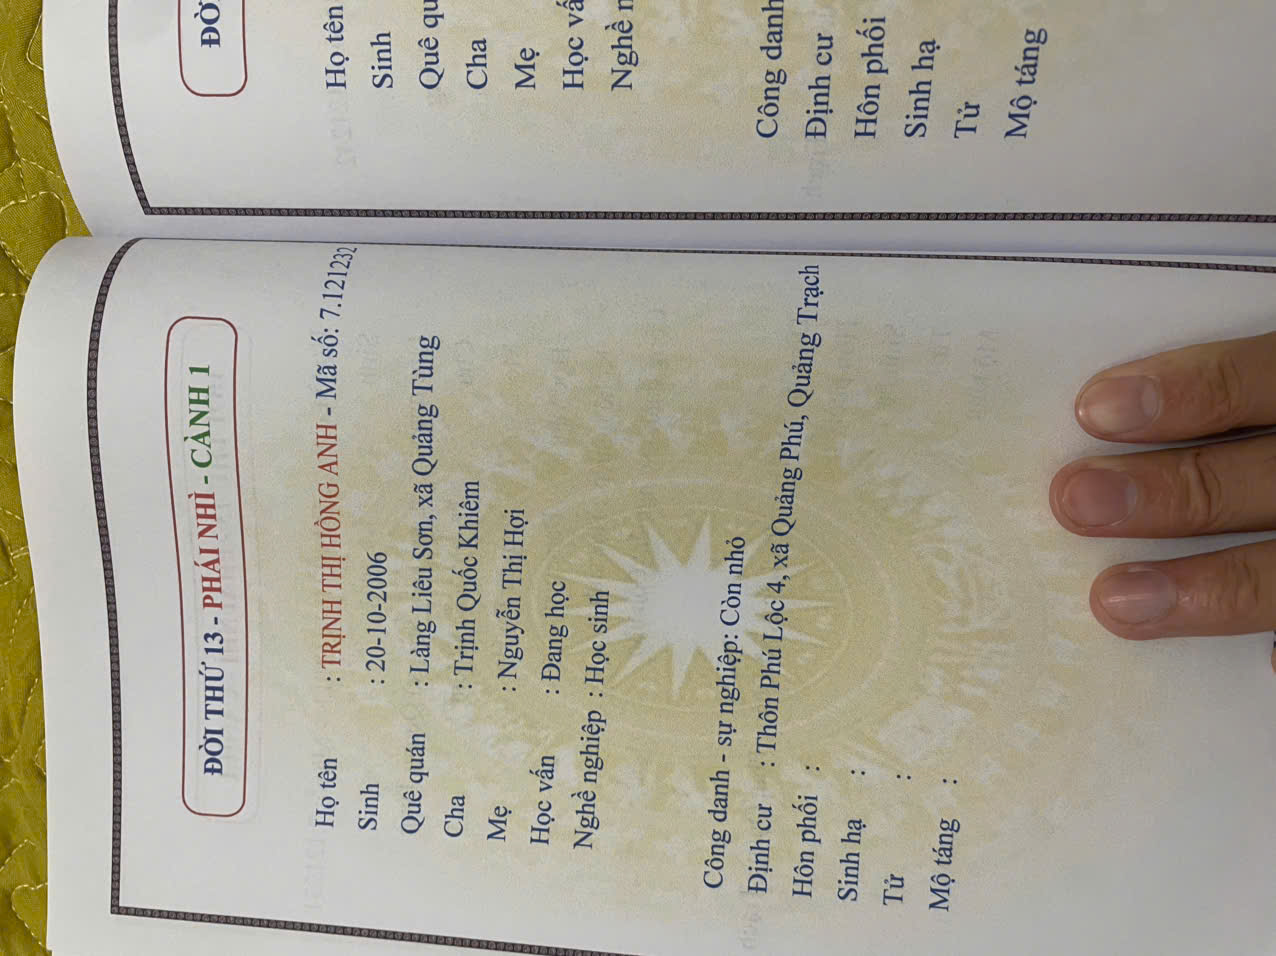 ĐỜI THỨ 13 - PHÁI NHÌ - CÀNH 1
Họ tên : TRỊNH THỊ HỒNG ANH - Mã số: 7.121232
Sinh : 20-10-2006
Quê quán : Làng Liêu Sơn, xã Quảng Tùng
Cha : Trịnh Quốc Khiêm
Mẹ : Nguyễn Thị Hợi
Học vấn : Đang học
Nghề nghiệp : Học sinh
Công danh - sự nghiệp: Còn nhỏ
Định cư : Thôn Phú Lộc 4, xã Quảng Phú, Quảng Trạch
Hôn phối :
Sinh hạ :
Tử :
Mộ táng :
Họ tên
Sinh
Quê
Cha
Mẹ
Học
Nghề
Công danh
Định cư
Hôn phối
Sinh hạ
Tử
Mộ táng